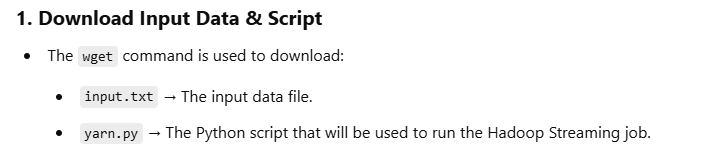 1. Download Input Data & Script
• The wget command is used to download:
• input.txt → The input data file.
• yarn.py → The Python script that will be used to run the Hadoop Streaming job.